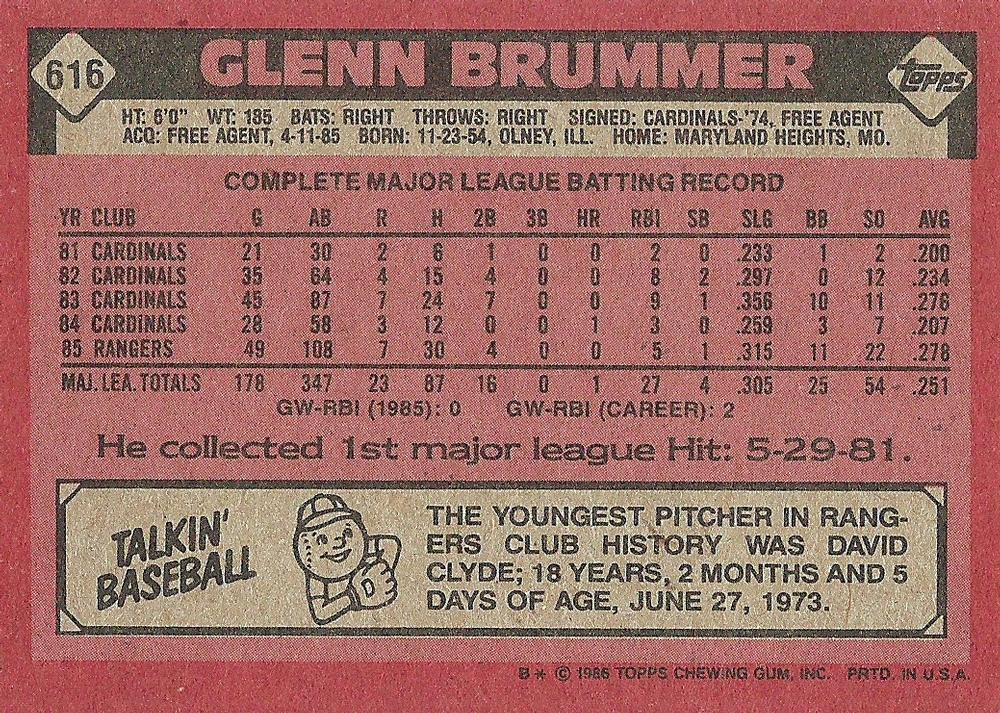 616
GLENN BRUMMER
TOPPS
HT: 6'0" WT: 185 BATS: RIGHT THROWS: RIGHT SIGNED: CARDINALS-'74, FREE AGENT
ACQ: FREE AGENT, 4-11-85 BORN: 11-23-54, OLNEY, ILL. HOME: MARYLAND HEIGHTS, MO.
COMPLETE MAJOR LEAGUE BATTING RECORD
YR CLUB G AB R H 2B 3B HR RBI SB SLG BB SO AVG
81 CARDINALS 21 30 2 6 1 0 0 2 0 .233 1 2 .200
82 CARDINALS 35 64 4 15 4 0 0 8 2 .297 0 12 .234
83 CARDINALS 45 87 7 24 7 0 0 9 1 .356 10 11 .276
84 CARDINALS 28 58 3 12 0 0 1 3 0 .259 3 7 .207
85 RANGERS 49 108 7 30 4 0 0 5 1 .315 11 22 .278
MAJ. LEA. TOTALS 178 347 23 87 16 0 1 27 4 .305 25 54 .251
GW-RBI (1985): 0 GW-RBI (CAREER): 2
He collected 1st major league Hit: 5-29-81.
TALKIN'
BASEBALL
THE YOUNGEST PITCHER IN RANG-
ERS CLUB HISTORY WAS DAVID
CLYDE; 18 YEARS, 2 MONTHS AND 5
DAYS OF AGE, JUNE 27, 1973.
B* © 1986 TOPPS CHEWING GUM, INC. PRTD. IN U.S.A.